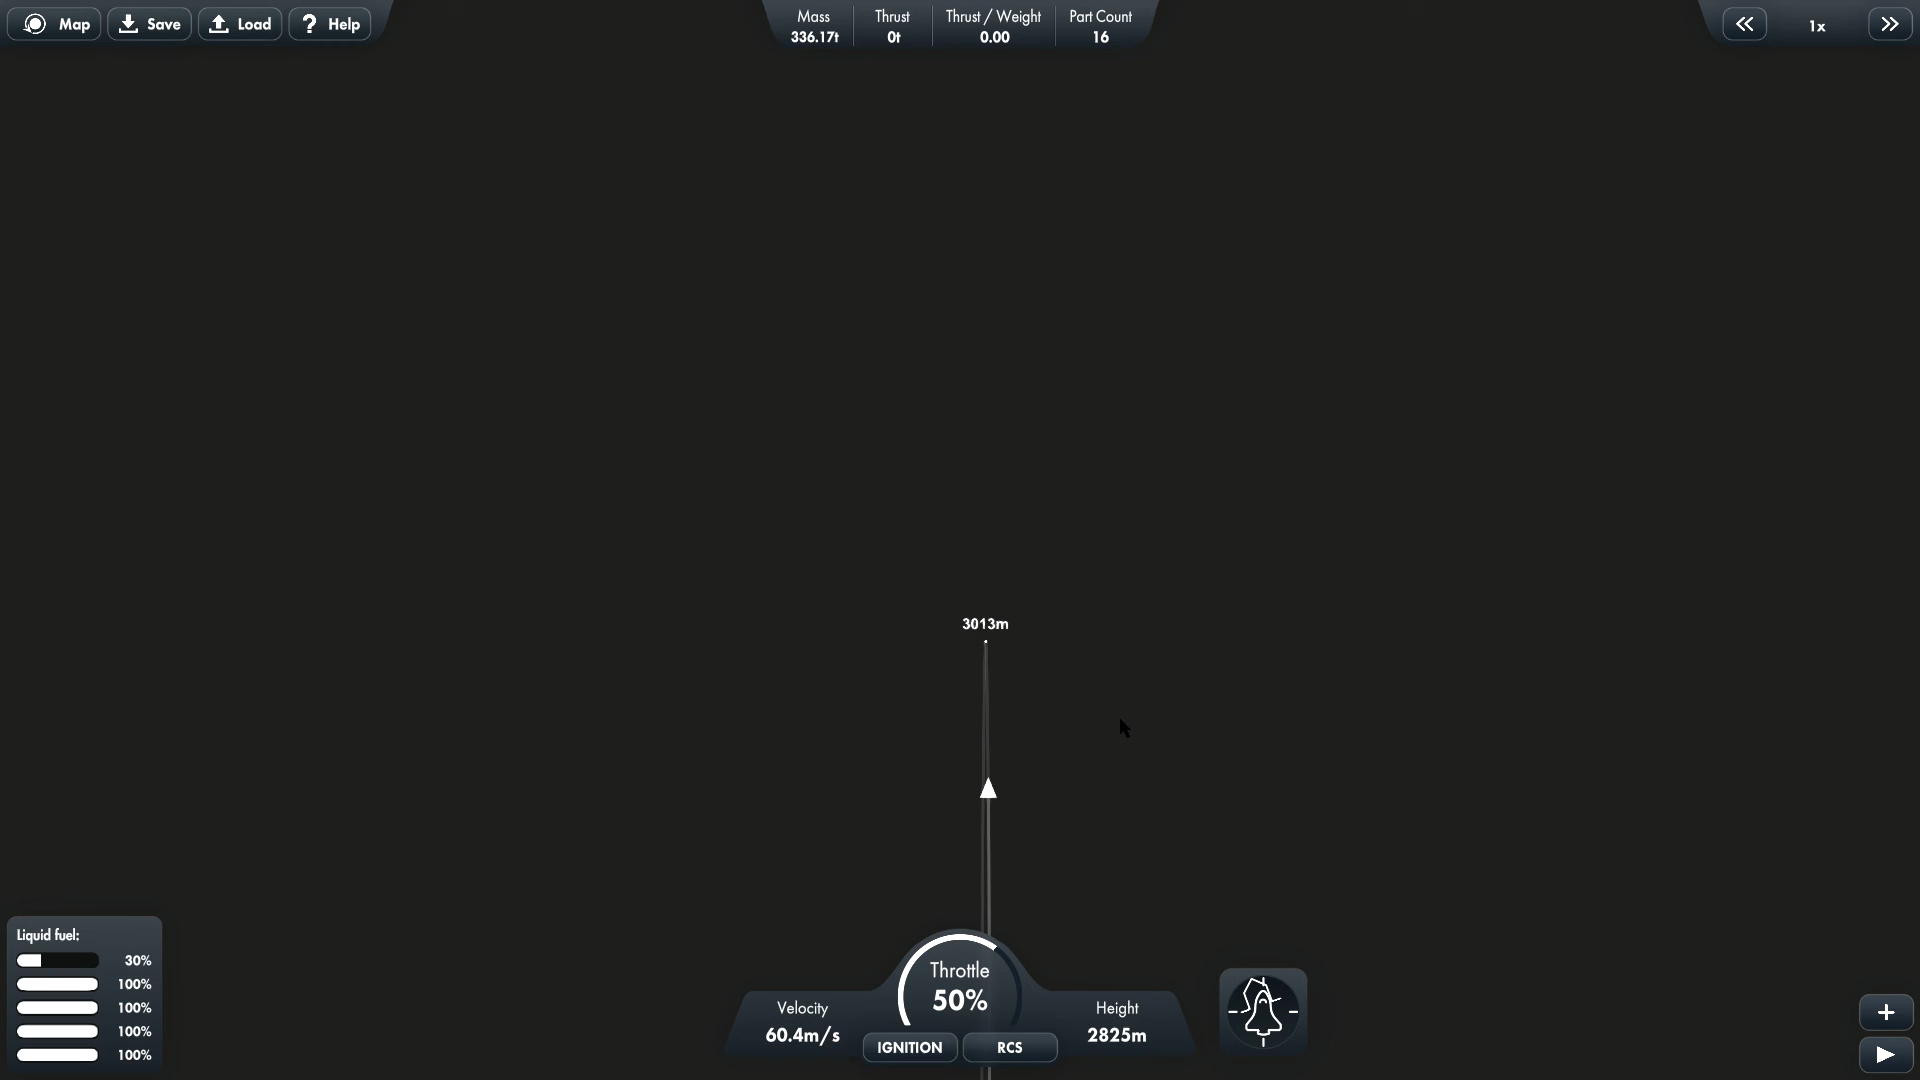 Map
Save
Load
? Help
Mass
336.17t
Thrust
0t
Thrust / Weight
0.00
Part Count
16
1x
3013m
Liquid fuel:
30%
100%
100%
100%
100%
Throttle
50%
Velocity
60.4m/s
Height
2825m
IGNITION
RCS